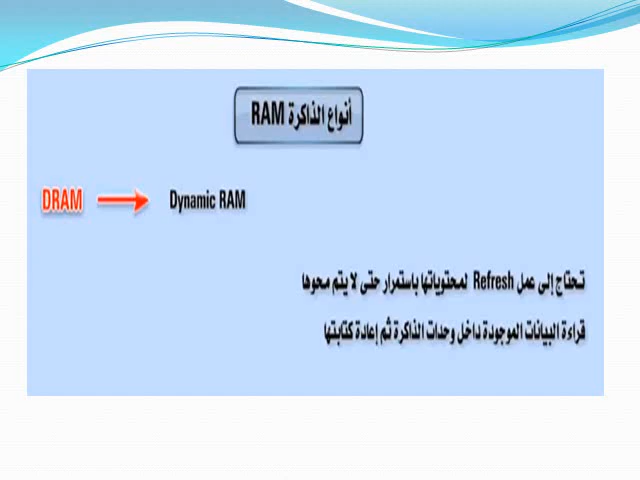 أنواع الذاكرة RAM
DRAM Dynamic RAM
تحتاج إلى عمل Refresh لمحتوياتها باستمرار حتى لا يتم محوها
قراءة البيانات الموجودة داخل وحدات الذاكرة ثم إعادة كتابتها